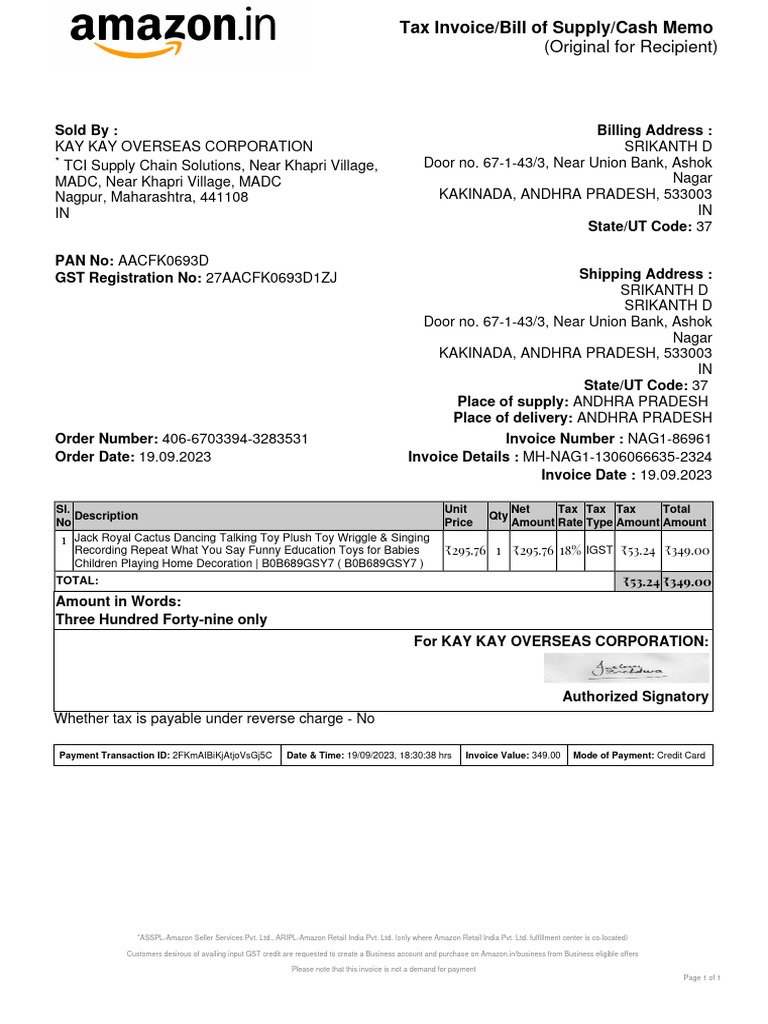 amazon.in
Tax Invoice/Bill of Supply/Cash Memo
(Original for Recipient)
Sold By :
KAY KAY OVERSEAS CORPORATION
* TCI Supply Chain Solutions, Near Khapri Village,
MADC, Near Khapri Village, MADC
Nagpur, Maharashtra, 441108
IN
PAN No: AACFK0693D
GST Registration No: 27AACFK0693D1ZJ
Billing Address :
SRIKANTH D
Door no. 67-1-43/3, Near Union Bank, Ashok
Nagar
KAKINADA, ANDHRA PRADESH, 533003
IN
State/UT Code: 37
Shipping Address :
SRIKANTH D
SRIKANTH D
Door no. 67-1-43/3, Near Union Bank, Ashok
Nagar
KAKINADA, ANDHRA PRADESH, 533003
IN
State/UT Code: 37
Place of supply: ANDHRA PRADESH
Place of delivery: ANDHRA PRADESH
Order Number: 406-6703394-3283531
Order Date: 19.09.2023
Invoice Number : NAG1-86961
Invoice Details : MH-NAG1-1306066635-2324
Invoice Date : 19.09.2023
Sl. No Description Unit Price Qty Net Amount Tax Rate Tax Type Tax Amount Total Amount
1 Jack Royal Cactus Dancing Talking Toy Plush Toy Wriggle & Singing
Recording Repeat What You Say Funny Education Toys for Babies
Children Playing Home Decoration | B0B689GSY7 ( B0B689GSY7 )
₹295.76 1 ₹295.76 18% IGST ₹53.24 ₹349.00
TOTAL: ₹53.24 ₹349.00
Amount in Words:
Three Hundred Forty-nine only
For KAY KAY OVERSEAS CORPORATION:
Authorized Signatory
Whether tax is payable under reverse charge - No
Payment Transaction ID: 2FKmAIBiKjAtjoVsGj5C Date & Time: 19/09/2023, 18:30:38 hrs Invoice Value: 349.00 Mode of Payment: Credit Card
*ASSPL-Amazon Seller Services Pvt. Ltd., ARIPL-Amazon Retail India Pvt. Ltd. (only where Amazon Retail India Pvt. Ltd. fulfillment center is co-located)
Customers desirous of availing input GST credit are requested to create a Business account and purchase on Amazon.in/business from Business eligible offers
Please note that this invoice is not a demand for payment
Page 1 of 1